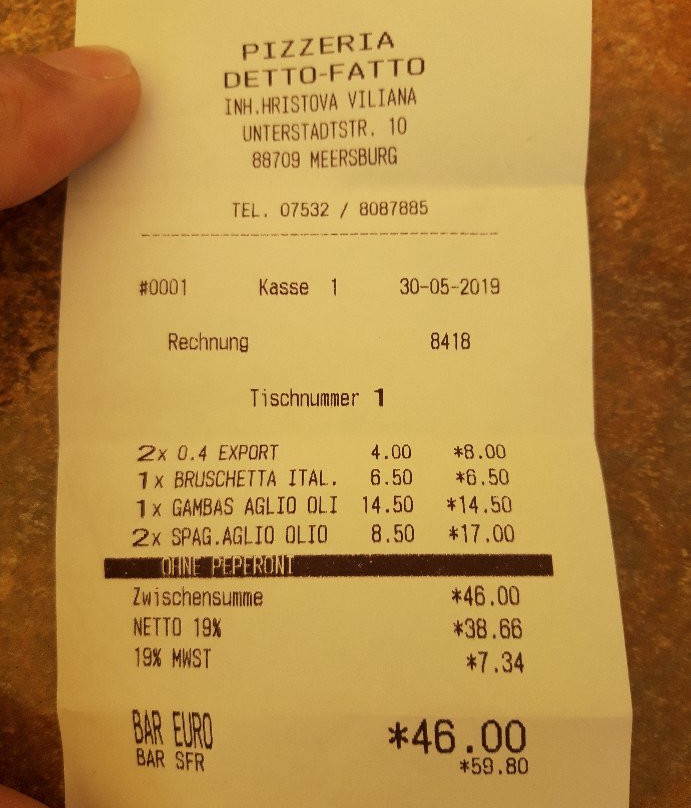 PIZZERIA
DETTO-FATTO
INH.HRISTOVA VILIANA
UNTERSTADTSTR. 10
88709 MEERSBURG
TEL. 07532 / 8087885
#0001 Kasse 1 30-05-2019
Rechnung 8418
Tischnummer 1
2x 0.4 EXPORT 4.00 *8.00
1x BRUSCHETTA ITAL. 6.50 *6.50
1x GAMBAS AGLIO OLI 14.50 *14.50
2x SPAG.AGLIO OLIO 8.50 *17.00
OHNE PEPERONI
Zwischensumme *46.00
NETTO 19% *38.66
19% MWST *7.34
BAR EURO *46.00
BAR SFR *59.80